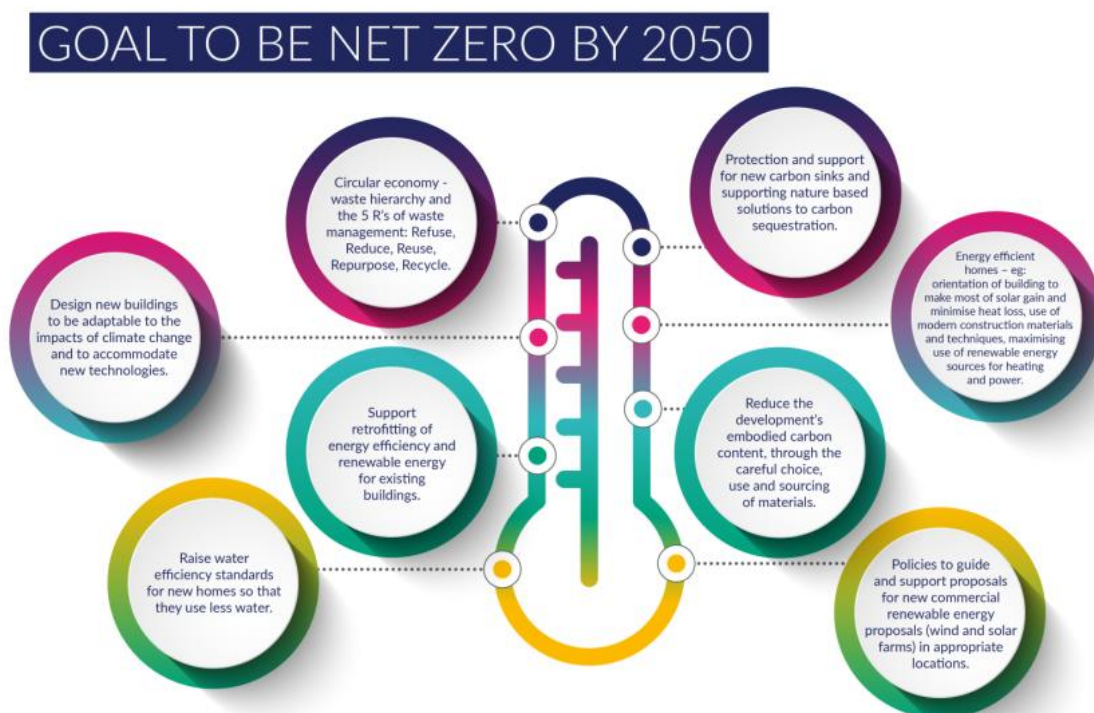 GOAL TO BE NET ZERO BY 2050
Circular economy -
waste hierarchy and
the 5 R's of waste
management: Refuse,
Reduce, Reuse,
Repurpose, Recycle.
Protection and support
for new carbon sinks and
supporting nature based
solutions to carbon
sequestration.
Design new buildings
to be adaptable to the
impacts of climate change
and to accommodate
new technologies.
Energy efficient
homes – eg:
orientation of building to
make most of solar gain and
minimise heat loss, use of
modern construction materials
and techniques, maximising
use of renewable energy
sources for heating
and power.
Support
retrofitting of
energy efficiency and
renewable energy
for existing
buildings.
Reduce the
development's
embodied carbon
content, through the
careful choice,
use and sourcing
of materials.
Raise water
efficiency standards
for new homes so that
they use less water.
Policies to guide
and support proposals
for new commercial
renewable energy
proposals (wind and solar
farms) in appropriate
locations.